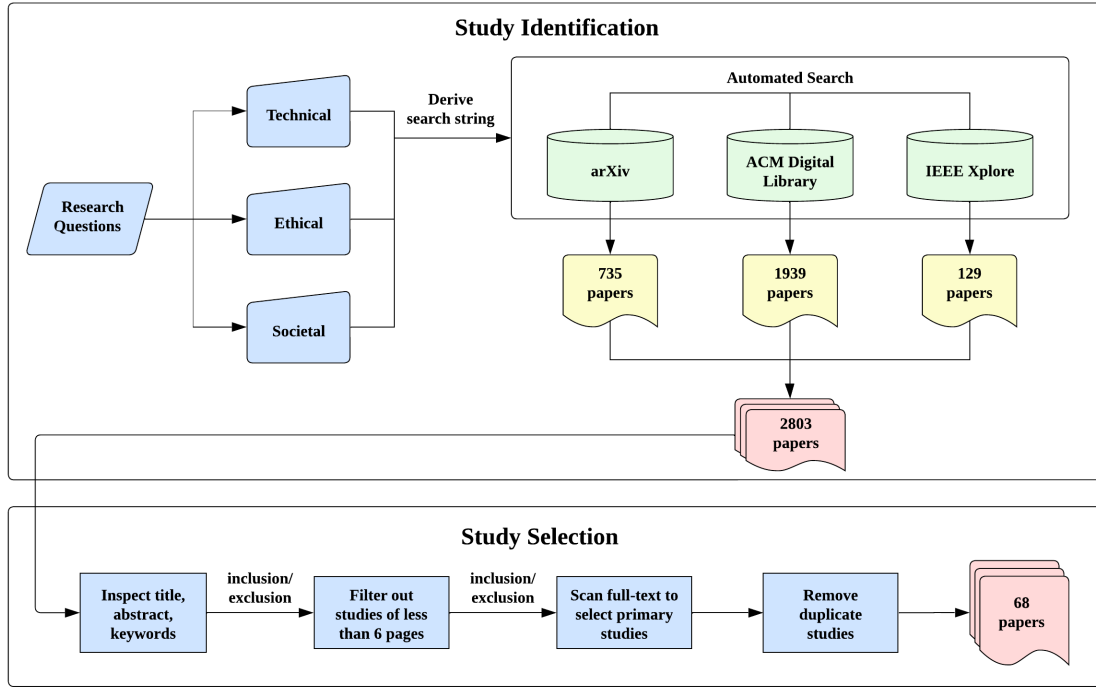 Study Identification
Research
Questions
Technical
Ethical
Societal
Derive
search string
Automated Search
arXiv
ACM Digital
Library
IEEE Xplore
735
papers
1939
papers
129
papers
2803
papers
Study Selection
Inspect title,
abstract,
keywords
inclusion/
exclusion
Filter out
studies of less
than 6 pages
inclusion/
exclusion
Scan full-text to
select primary
studies
Remove
duplicate
studies
68
papers